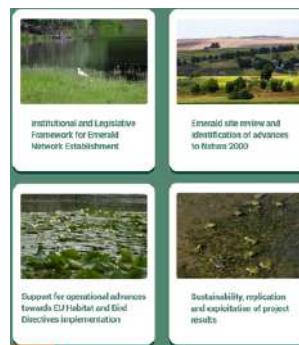 Institutional and Legislative
Framework for Emerald
Network Establishment
Emerald site review and
identification of advances
to Natura 2000
Support for operational advances
towards EU Habitat and Bird
Directives implementation
Sustainability, replication
and exploitation of project
results